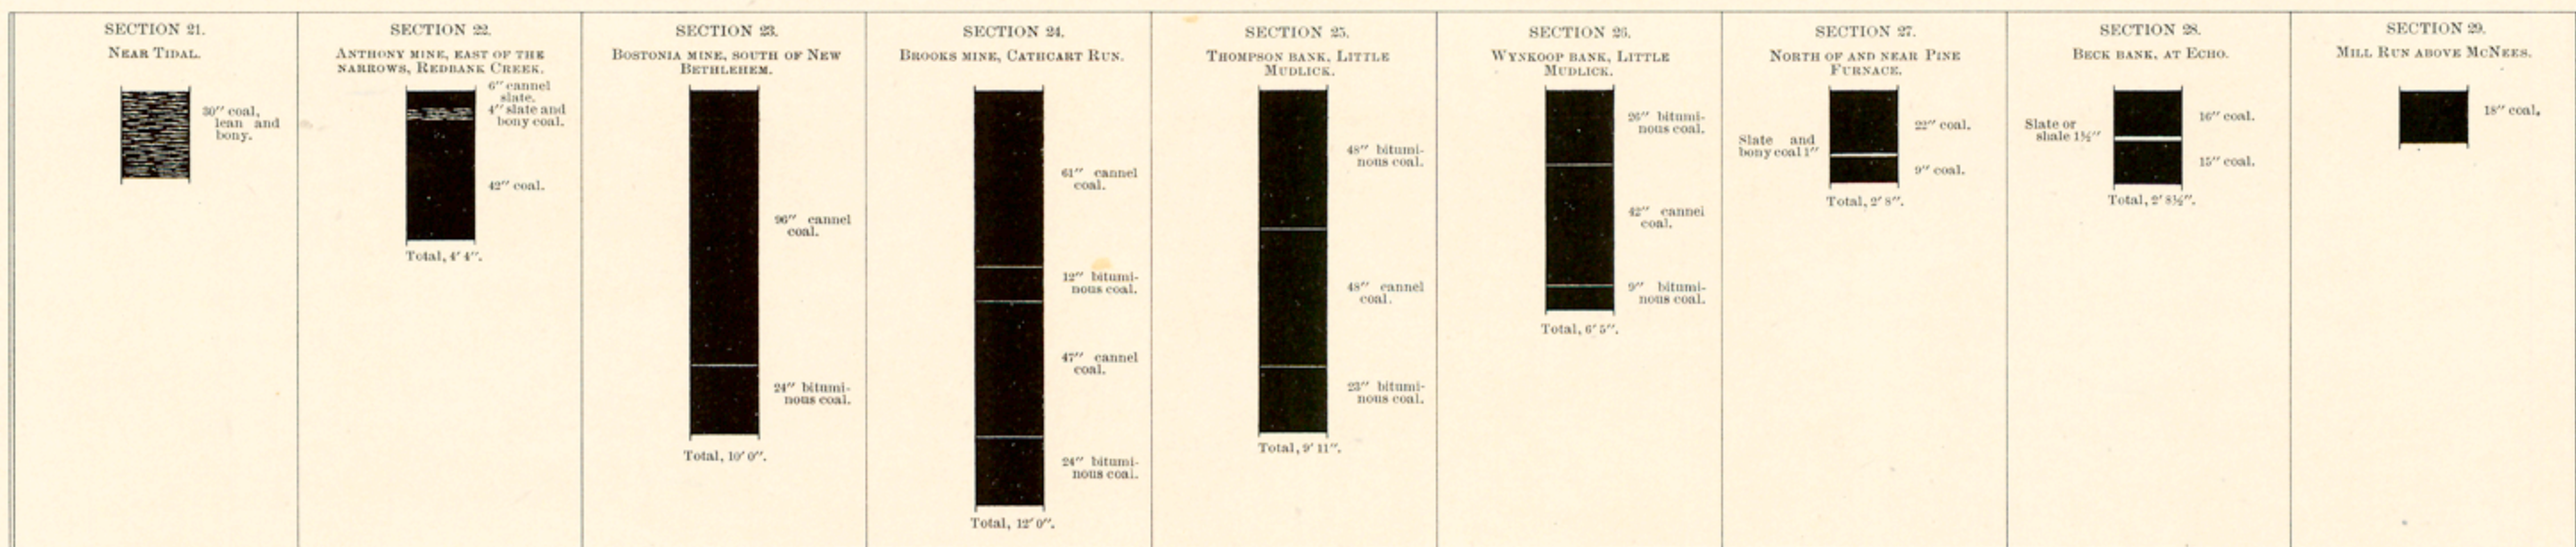 SECTION 21.
NEAR TIDAL.
30″ coal,
lean and
bony.
SECTION 22.
ANTHONY MINE, EAST OF THE
NARROWS, REDBANK CREEK.
6″ cannel
slate.
4″ slate and
bony coal.
42″ coal.
Total, 4′ 4″.
SECTION 23.
BOSTONIA MINE, SOUTH OF NEW
BETHLEHEM.
96″ cannel
coal.
24″ bitumi-
nous coal.
Total, 10′ 0″.
SECTION 24.
BROOKS MINE, CATHCART RUN.
61″ cannel
coal.
12″ bitumi-
nous coal.
47″ cannel
coal.
24″ bitumi-
nous coal.
Total, 12′ 0″.
SECTION 25.
THOMPSON BANK, LITTLE
MUDLICK.
48″ bitumi-
nous coal.
48″ cannel
coal.
23″ bitumi-
nous coal.
Total, 9′ 11″.
SECTION 26.
WYNKOOP BANK, LITTLE
MUDLICK.
26″ bitumi-
nous coal.
42″ cannel
coal.
9″ bitumi-
nous coal.
Total, 6′ 5″.
SECTION 27.
NORTH OF AND NEAR PINE
FURNACE.
22″ coal.
Slate and
bony coal 1″
9″ coal.
Total, 2′ 8″.
SECTION 28.
BECK BANK, AT ECHO.
16″ coal.
Slate or
shale 1½″
15″ coal.
Total, 2′ 8½″.
SECTION 29.
MILL RUN ABOVE MCNEES.
18″ coal.